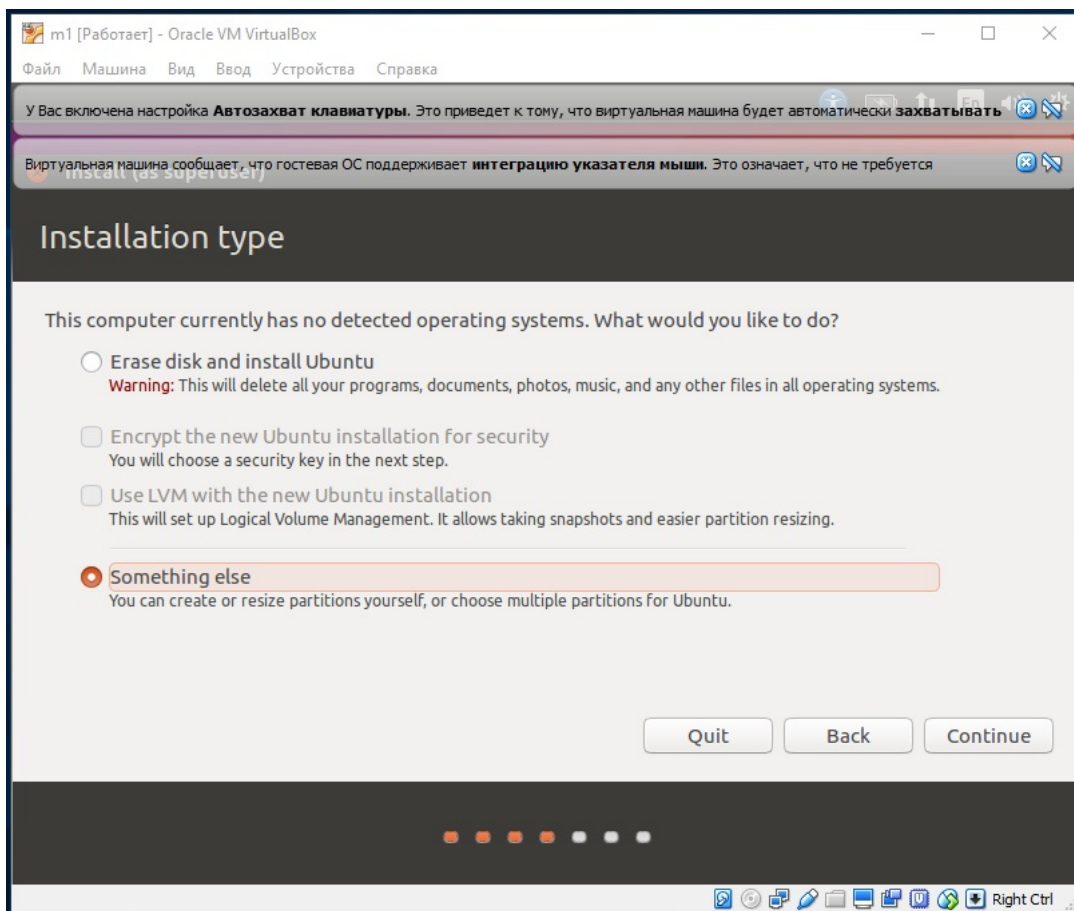 m1 [Работает] - Oracle VM VirtualBox
Файл Машина Вид Ввод Устройства Справка
У Вас включена настройка Автозахват клавиатуры. Это приведет к тому, что виртуальная машина будет автоматически захватывать
En
Виртуальная машина сообщает, что гостевая ОС поддерживает интеграцию указателя мыши. Это означает, что не требуется
Install (as superuser)
Installation type
This computer currently has no detected operating systems. What would you like to do?
Erase disk and install Ubuntu
Warning: This will delete all your programs, documents, photos, music, and any other files in all operating systems.
Encrypt the new Ubuntu installation for security
You will choose a security key in the next step.
Use LVM with the new Ubuntu installation
This will set up Logical Volume Management. It allows taking snapshots and easier partition resizing.
Something else
You can create or resize partitions yourself, or choose multiple partitions for Ubuntu.
Quit Back Continue
Right Ctrl